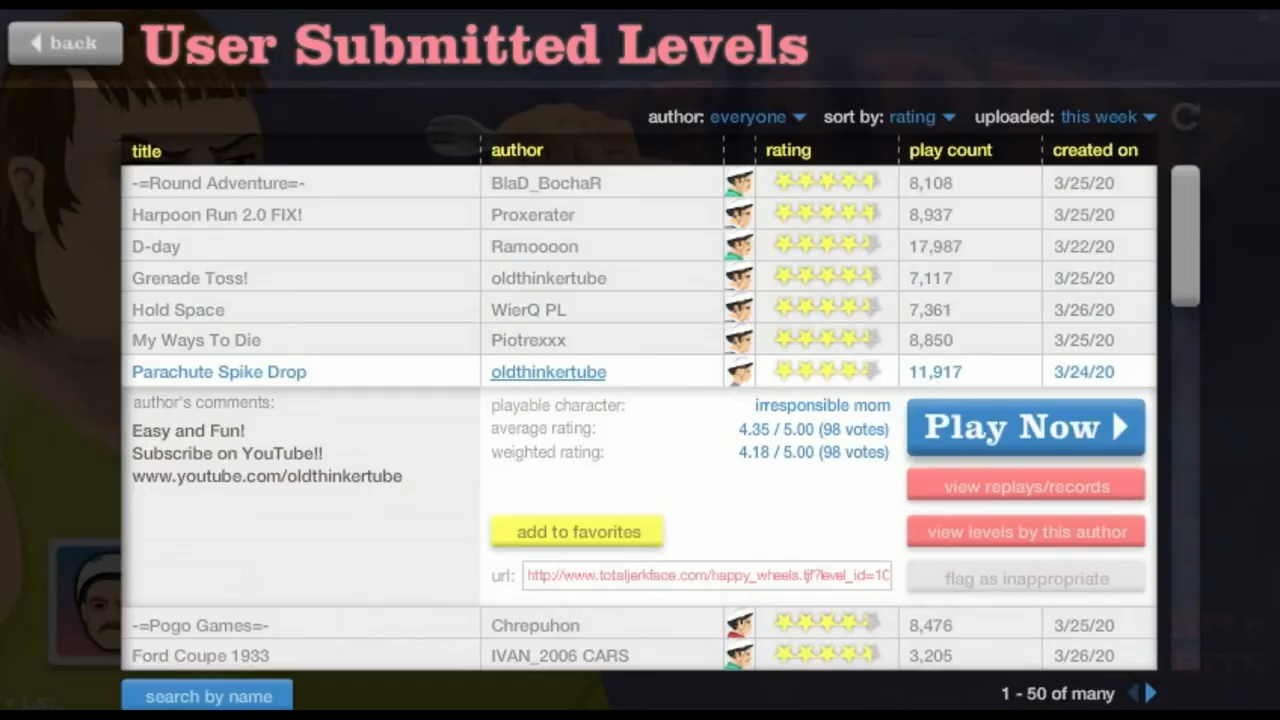 back
User Submitted Levels
author: everyone sort by: rating uploaded: this week
title author rating play count created on
-=Round Adventure=- BlaD_BochaR 8,108 3/25/20
Harpoon Run 2.0 FIX! Proxerater 8,937 3/25/20
D-day Ramoooon 17,987 3/22/20
Grenade Toss! oldthinkertube 7,117 3/25/20
Hold Space WierQ PL 7,361 3/26/20
My Ways To Die Piotrexxx 8,850 3/25/20
Parachute Spike Drop oldthinkertube 11,917 3/24/20
author's comments:
Easy and Fun!
Subscribe on YouTube!!
www.youtube.com/oldthinkertube
playable character: irresponsible mom
average rating: 4.35 / 5.00 (98 votes)
weighted rating: 4.18 / 5.00 (98 votes)
add to favorites
url: http://www.totaljerkface.com/happy_wheels.tjf?level_id=10
Play Now
view replays/records
view levels by this author
flag as inappropriate
-=Pogo Games=- Chrepuhon 8,476 3/25/20
Ford Coupe 1933 IVAN_2006 CARS 3,205 3/26/20
search by name
1 - 50 of many